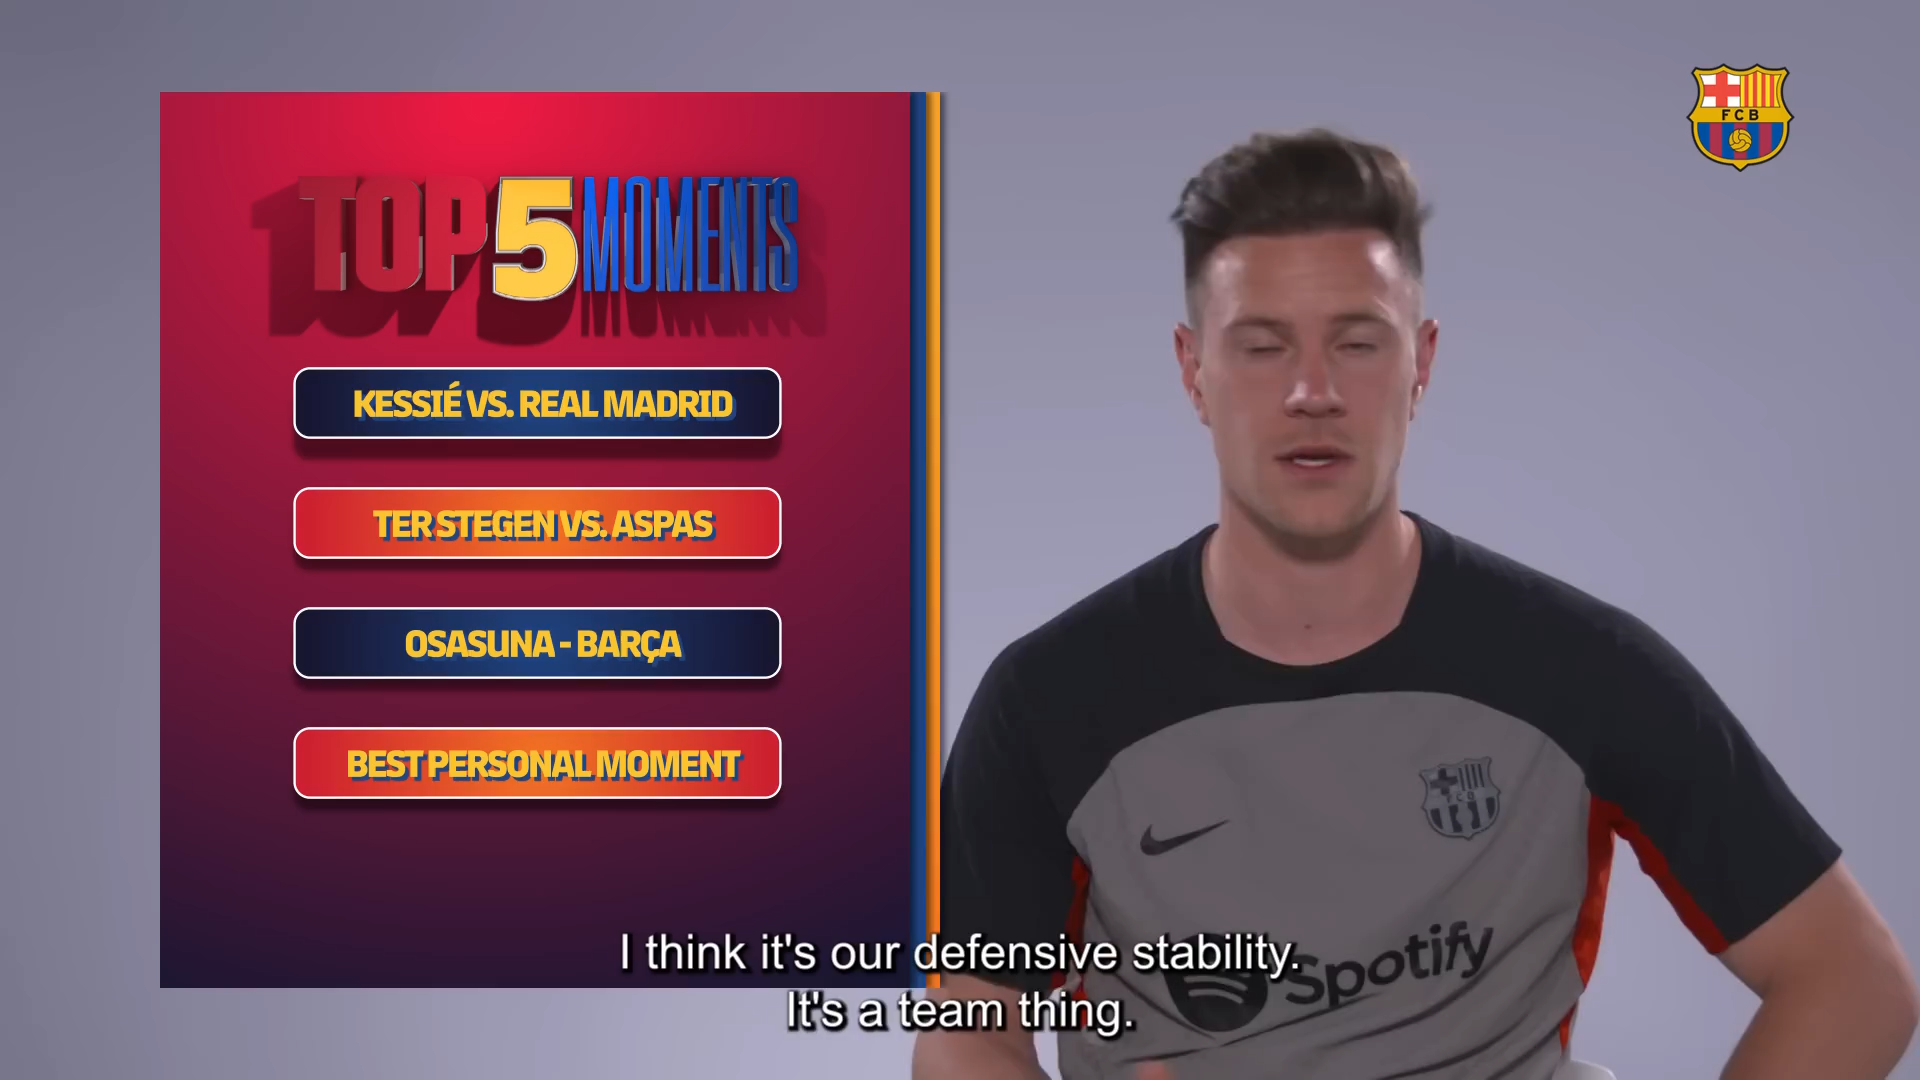 TOP 5 MOMENTS
KESSIÉ VS. REAL MADRID
TER STEGEN VS. ASPAS
OSASUNA - BARÇA
BEST PERSONAL MOMENT
FCB
FCB
Spotify
I think it's our defensive stability.
It's a team thing.